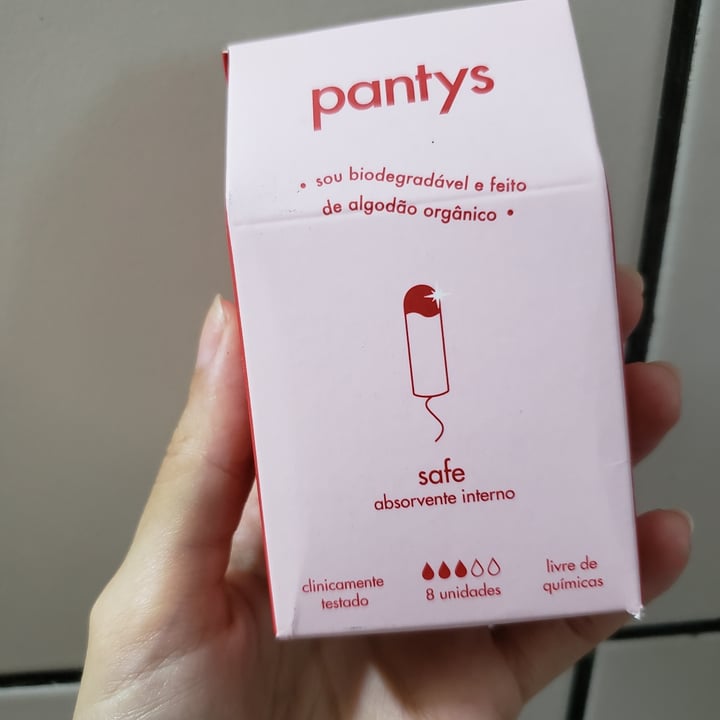 pantys
• sou biodegradável e feito
de algodão orgânico •
safe
absorvente interno
clinicamente
testado
8 unidades
livre de
químicas